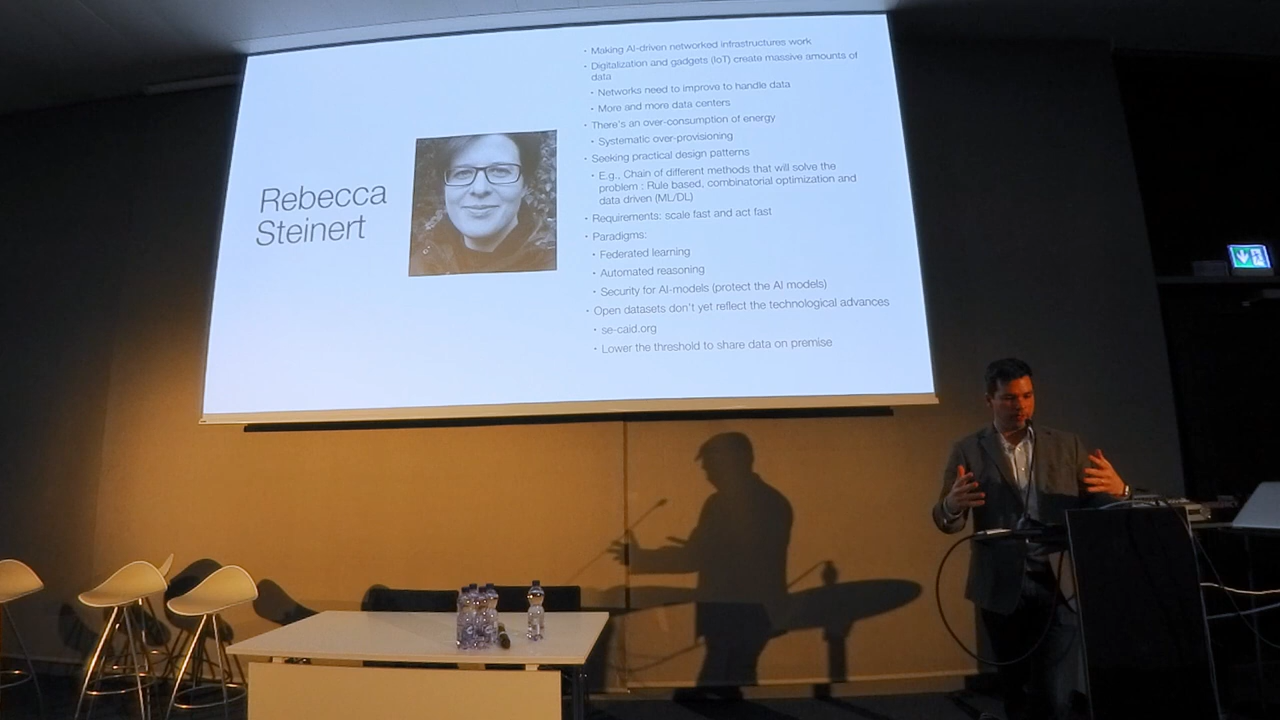 Rebecca
Steinert
• Making AI-driven networked infrastructures work
• Digitalization and gadgets (IoT) create massive amounts of
data
• Networks need to improve to handle data
• More and more data centers
• There's an over-consumption of energy
• Systematic over-provisioning
• Seeking practical design patterns
• E.g., Chain of different methods that will solve the
problem : Rule based, combinatorial optimization and
data driven (ML/DL)
• Requirements: scale fast and act fast
• Paradigms:
• Federated learning
• Automated reasoning
• Security for AI-models (protect the AI models)
• Open datasets don't yet reflect the technological advances
• se-caid.org
• Lower the threshold to share data on premise